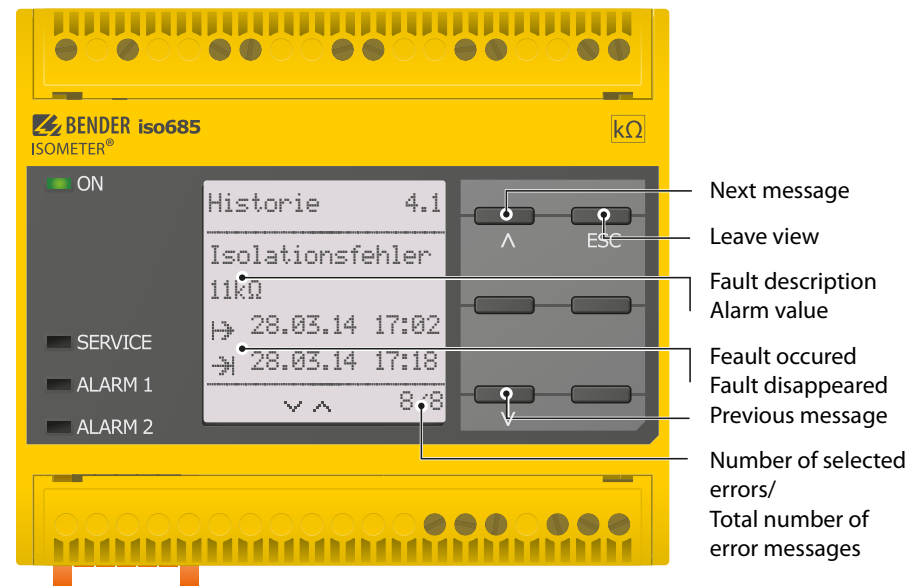 BENDER iso685
ISOMETER®
kΩ
ON
SERVICE
ALARM 1
ALARM 2
Historie 4.1
Isolationsfehler
11kΩ
28.03.14 17:02
28.03.14 17:18
8/8
ESC
Next message
Leave view
Fault description
Alarm value
Feault occured
Fault disappeared
Previous message
Number of selected
errors/
Total number of
error messages